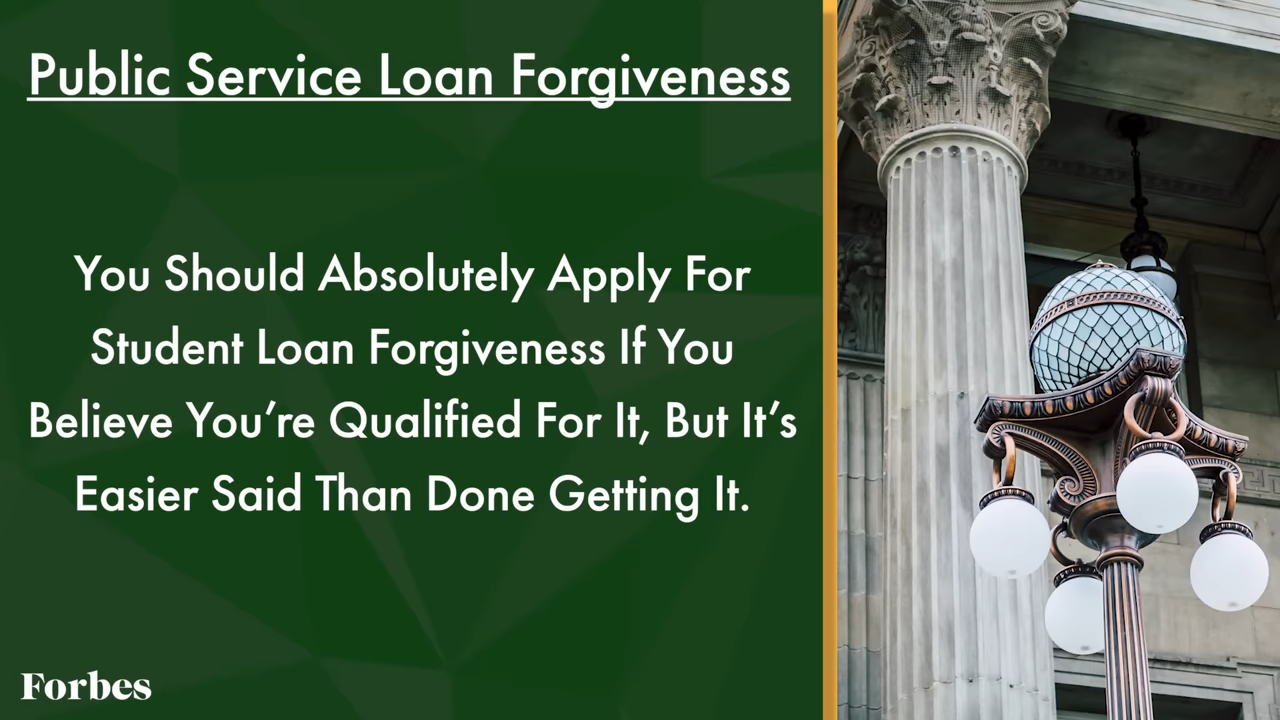 Public Service Loan Forgiveness
You Should Absolutely Apply For
Student Loan Forgiveness If You
Believe You’re Qualified For It, But It’s
Easier Said Than Done Getting It.
Forbes